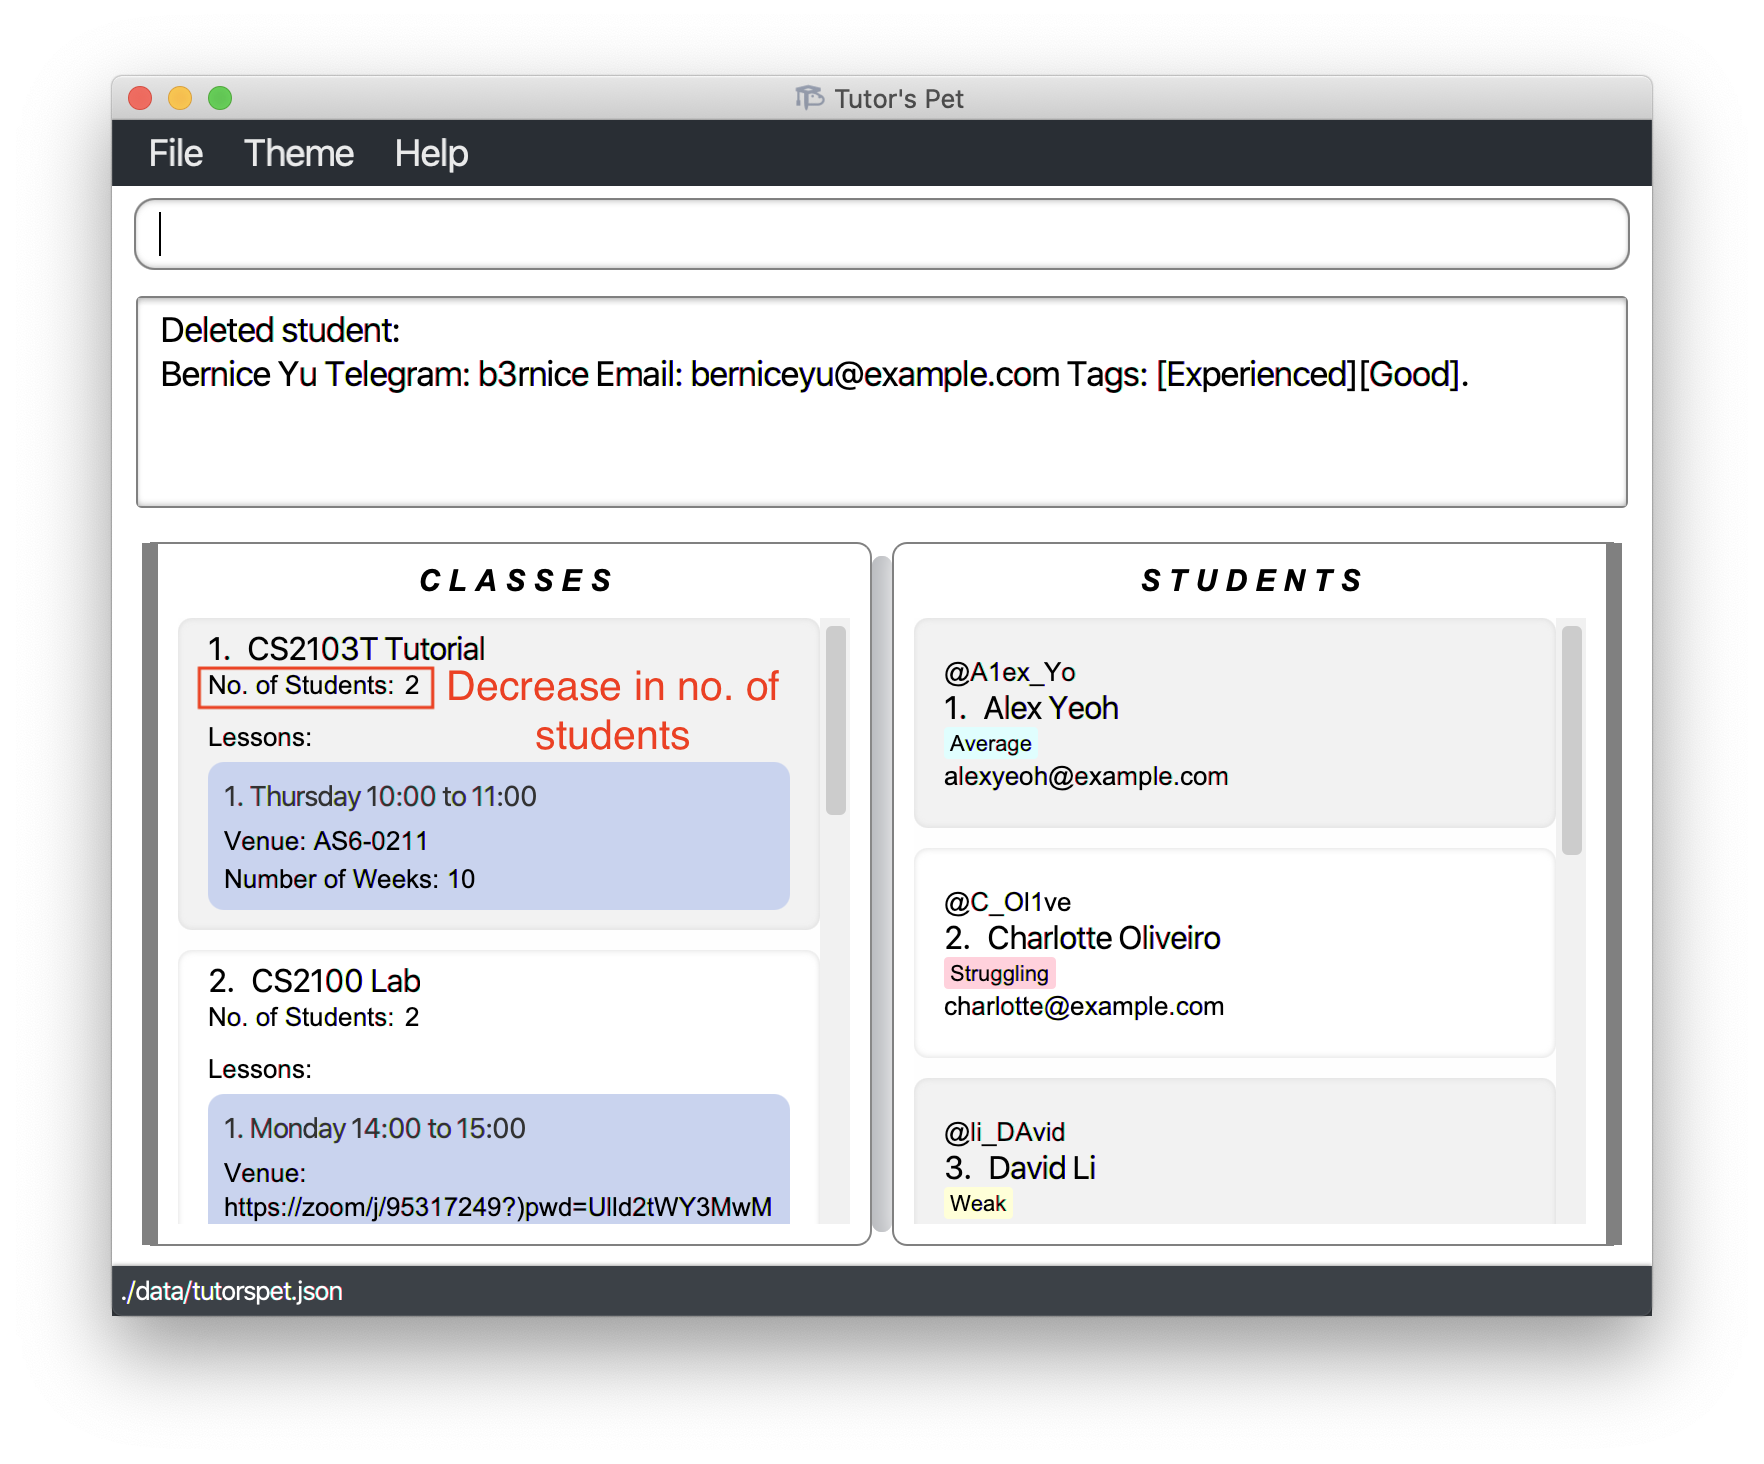 Tutor's Pet
File Theme Help
Deleted student:
Bernice Yu Telegram: b3rnice Email: berniceyu@example.com Tags: [Experienced][Good].
CLASSES
1. CS2103T Tutorial
No. of Students: 2
Decrease in no. of
students
Lessons:
1. Thursday 10:00 to 11:00
Venue: AS6-0211
Number of Weeks: 10
2. CS2100 Lab
No. of Students: 2
Lessons:
1. Monday 14:00 to 15:00
Venue:
https://zoom/j/95317249?)pwd=Ulld2tWY3MwM
STUDENTS
@A1ex_Yo
1. Alex Yeoh
Average
alexyeoh@example.com
@C_Ol1ve
2. Charlotte Oliveiro
Struggling
charlotte@example.com
@li_DAvid
3. David Li
Weak
./data/tutorspet.json